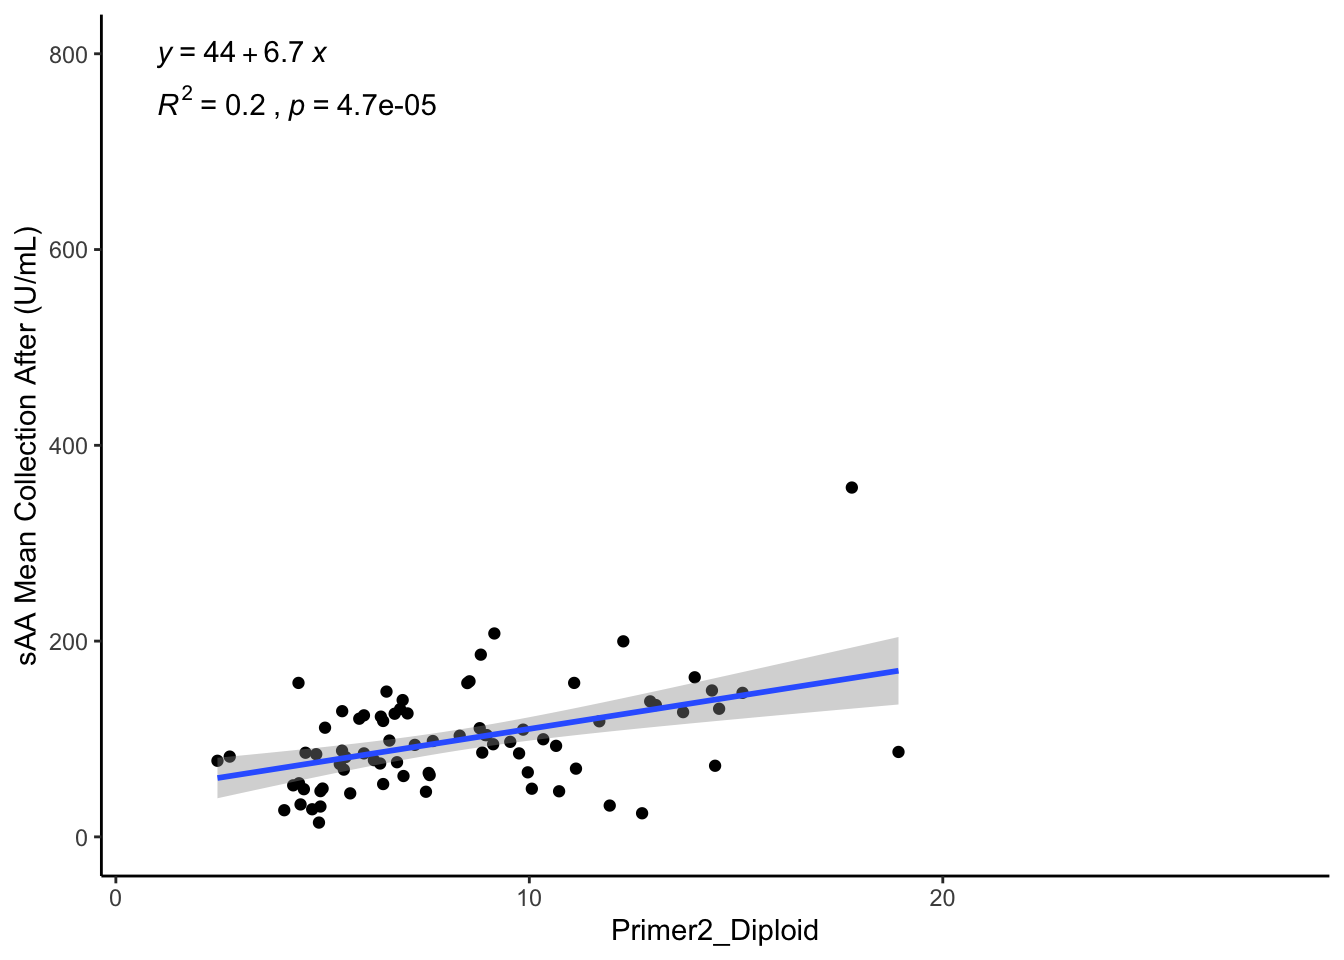 y = 44 + 6.7 x
R² = 0.2 , p = 4.7e-05
800
600
400
200
0
sAA Mean Collection After (U/mL)
0 10 20
Primer2_Diploid